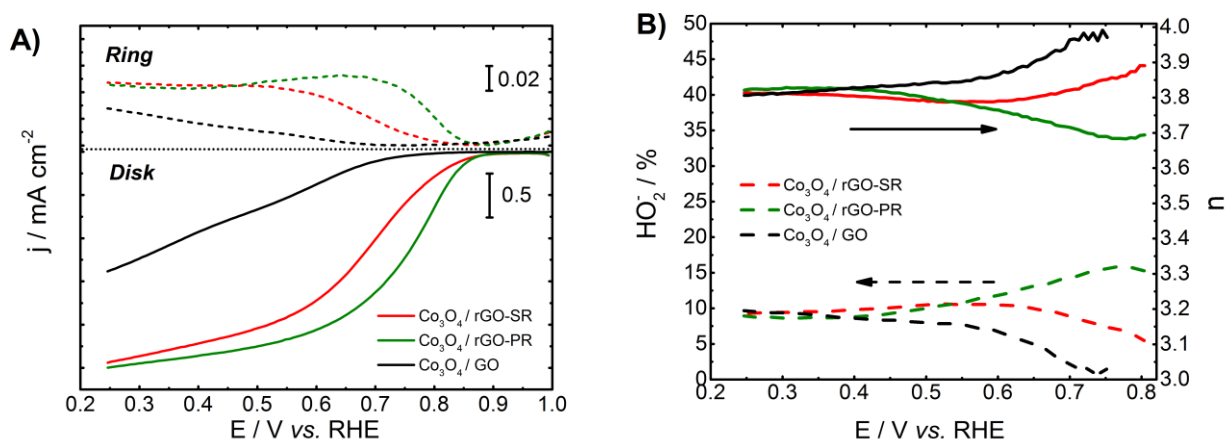 A)
Ring
0.02
Disk
0.5
j / mA cm⁻²
Co₃O₄ / rGO-SR
Co₃O₄ / rGO-PR
Co₃O₄ / GO
0.2 0.3 0.4 0.5 0.6 0.7 0.8 0.9 1.0
E / V vs. RHE
B)
50
45
40
35
30
25
20
15
10
5
0
HO₂⁻ / %
Co₃O₄ / rGO-SR
Co₃O₄ / rGO-PR
Co₃O₄ / GO
4.0
3.9
3.8
3.7
3.6
3.5
3.4
3.3
3.2
3.1
3.0
n
0.2 0.3 0.4 0.5 0.6 0.7 0.8
E / V vs. RHE